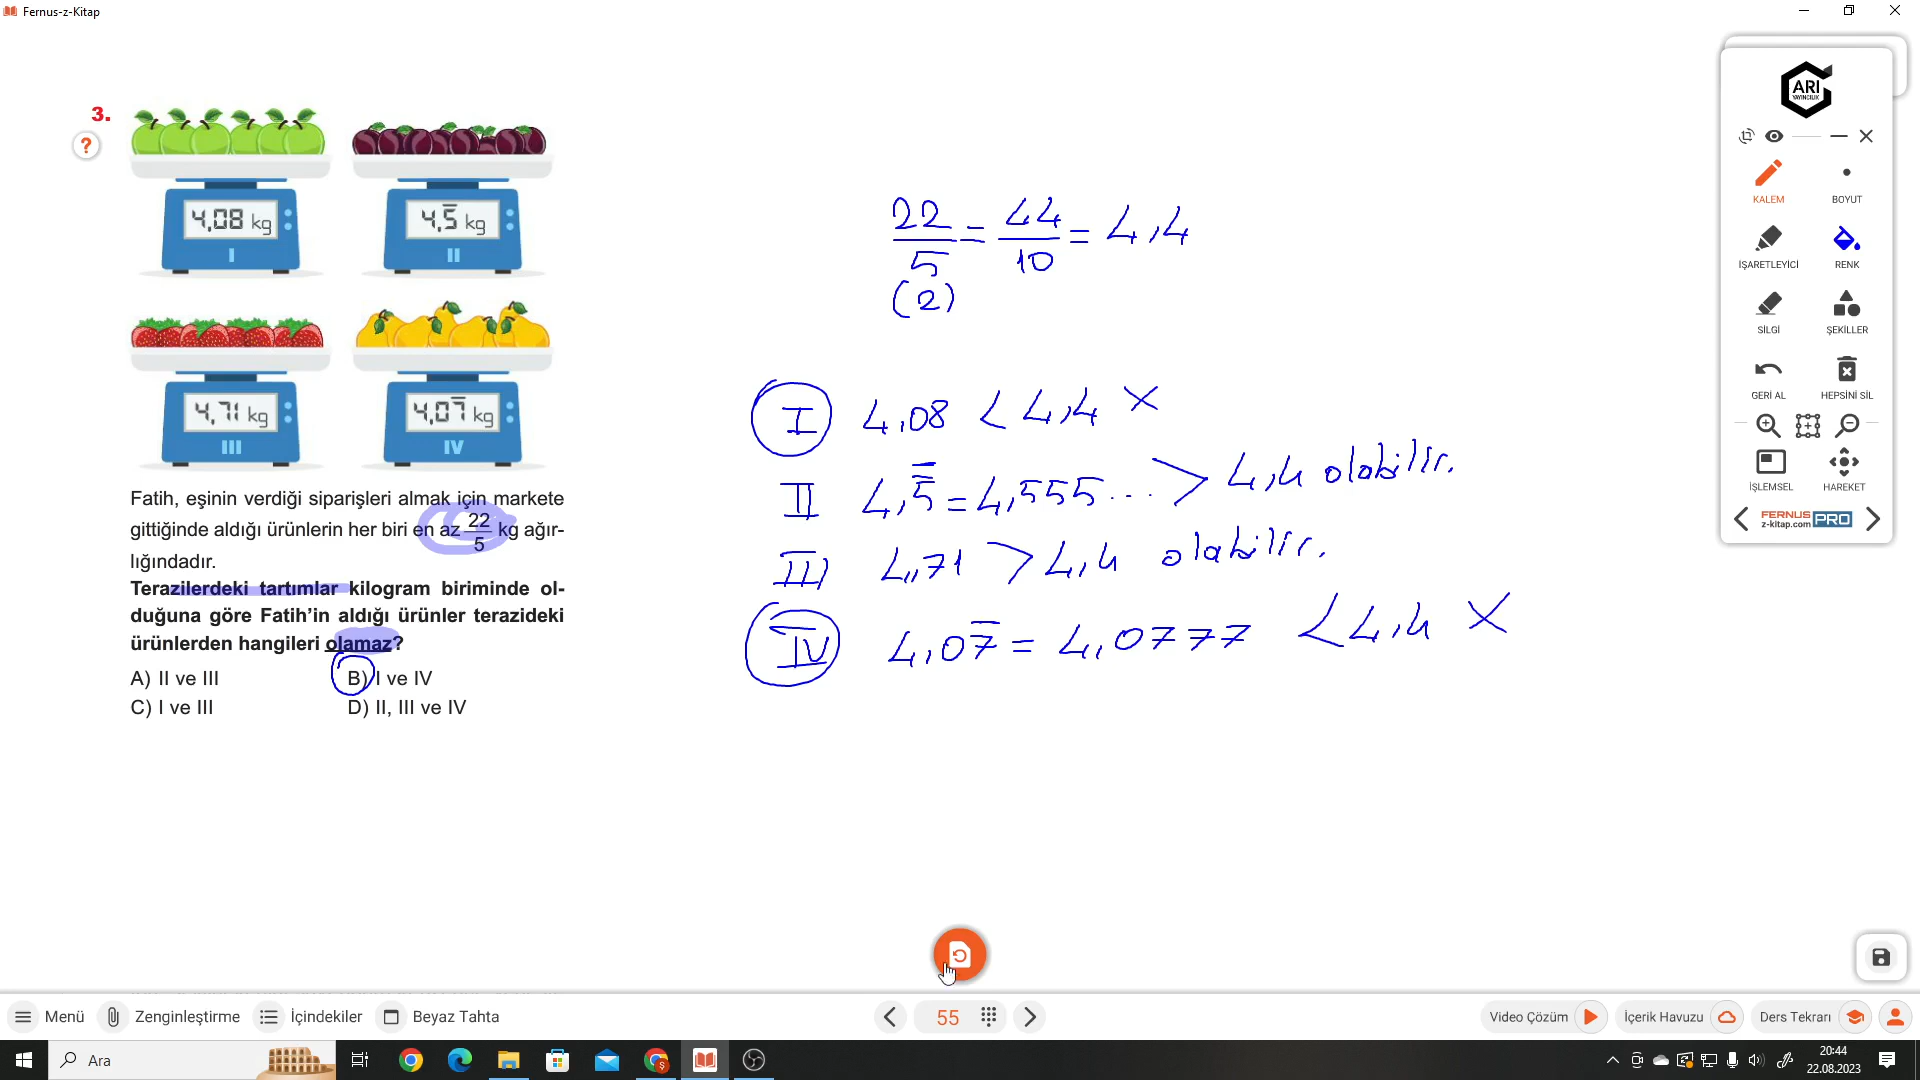 Fernus-z-Kitap
3.
?
4,08 kg
I
4,5̅ kg
II
4,71 kg
III
4,07̅ kg
IV
Fatih, eşinin verdiği siparişleri almak için markete
gittiğinde aldığı ürünlerin her biri en az 22/5 kg ağır-
lığındadır.
Terazilerdeki tartımlar kilogram biriminde ol-
duğuna göre Fatih'in aldığı ürünler terazideki
ürünlerden hangileri olamaz?
A) II ve III
B) I ve IV
C) I ve III
D) II, III ve IV
22/5 = 44/10 = 4,4
(2)
I 4,08 < 4,4 X
II 4,5̅ = 4,555... > 4,4 olabilir.
III 4,71 > 4,4 olabilir.
IV 4,07̅ = 4,0777 < 4,4 X
ARI
YAYINCILIK
KALEM
BOYUT
İŞARETLEYİCİ
RENK
SİLGİ
ŞEKİLLER
GERİ AL
HEPSİNİ SİL
İŞLEMSEL
HAREKET
FERNUS
z-kitap.com
PRO
Menü
Zenginleştirme
İçindekiler
Beyaz Tahta
55
Video Çözüm
İçerik Havuzu
Ders Tekrarı
Ara
20:44
22.08.2023